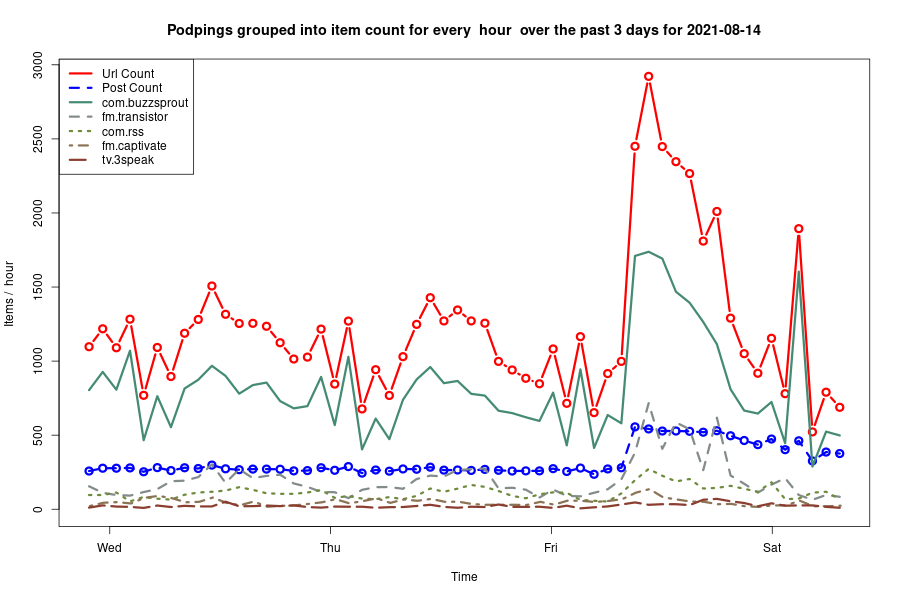 Podpings grouped into item count for every  hour  over the past 3 days for 2021-08-14
Url Count
Post Count
com.buzzsprout
fm.transistor
com.rss
fm.captivate
tv.3speak
Items /  hour
3000
2500
2000
1500
1000
500
0
Wed
Thu
Fri
Sat
Time